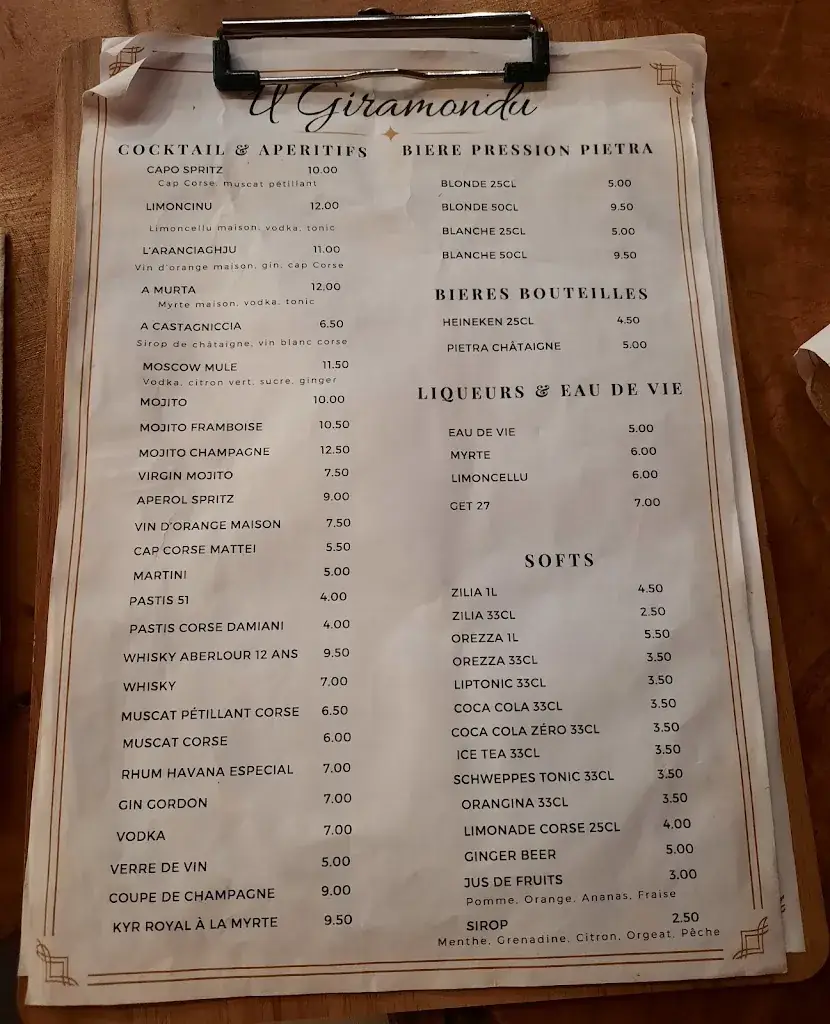 U Giramondu
COCKTAIL & APERITIFS
CAPO SPRITZ 10.00
Cap Corse, muscat pétillant
LIMONCINU 12.00
Limoncellu maison, vodka, tonic
L'ARANCIAGHJU 11.00
Vin d'orange maison, gin, cap Corse
A MURTA 12.00
Myrte maison, vodka, tonic
A CASTAGNICCIA 6.50
Sirop de châtaigne, vin blanc corse
MOSCOW MULE 11.50
Vodka, citron vert, sucre, ginger
MOJITO 10.00
MOJITO FRAMBOISE 10.50
MOJITO CHAMPAGNE 12.50
VIRGIN MOJITO 7.50
APEROL SPRITZ 9.00
VIN D'ORANGE MAISON 7.50
CAP CORSE MATTEI 5.50
MARTINI 5.00
PASTIS 51 4.00
PASTIS CORSE DAMIANI 4.00
WHISKY ABERLOUR 12 ANS 9.50
WHISKY 7.00
MUSCAT PÉTILLANT CORSE 6.50
MUSCAT CORSE 6.00
RHUM HAVANA ESPECIAL 7.00
GIN GORDON 7.00
VODKA 7.00
VERRE DE VIN 5.00
COUPE DE CHAMPAGNE 9.00
KYR ROYAL À LA MYRTE 9.50
BIERE PRESSION PIETRA
BLONDE 25CL 5.00
BLONDE 50CL 9.50
BLANCHE 25CL 5.00
BLANCHE 50CL 9.50
BIERES BOUTEILLES
HEINEKEN 25CL 4.50
PIETRA CHÂTAIGNE 5.00
LIQUEURS & EAU DE VIE
EAU DE VIE 5.00
MYRTE 6.00
LIMONCELLU 6.00
GET 27 7.00
SOFTS
ZILIA 1L 4.50
ZILIA 33CL 2.50
OREZZA 1L 5.50
OREZZA 33CL 3.50
LIPTONIC 33CL 3.50
COCA COLA 33CL 3.50
COCA COLA ZÉRO 33CL 3.50
ICE TEA 33CL 3.50
SCHWEPPES TONIC 33CL 3.50
ORANGINA 33CL 3.50
LIMONADE CORSE 25CL 4.00
GINGER BEER 5.00
JUS DE FRUITS 3.00
Pomme, Orange, Ananas, Fraise
SIROP 2.50
Menthe, Grenadine, Citron, Orgeat, Pêche